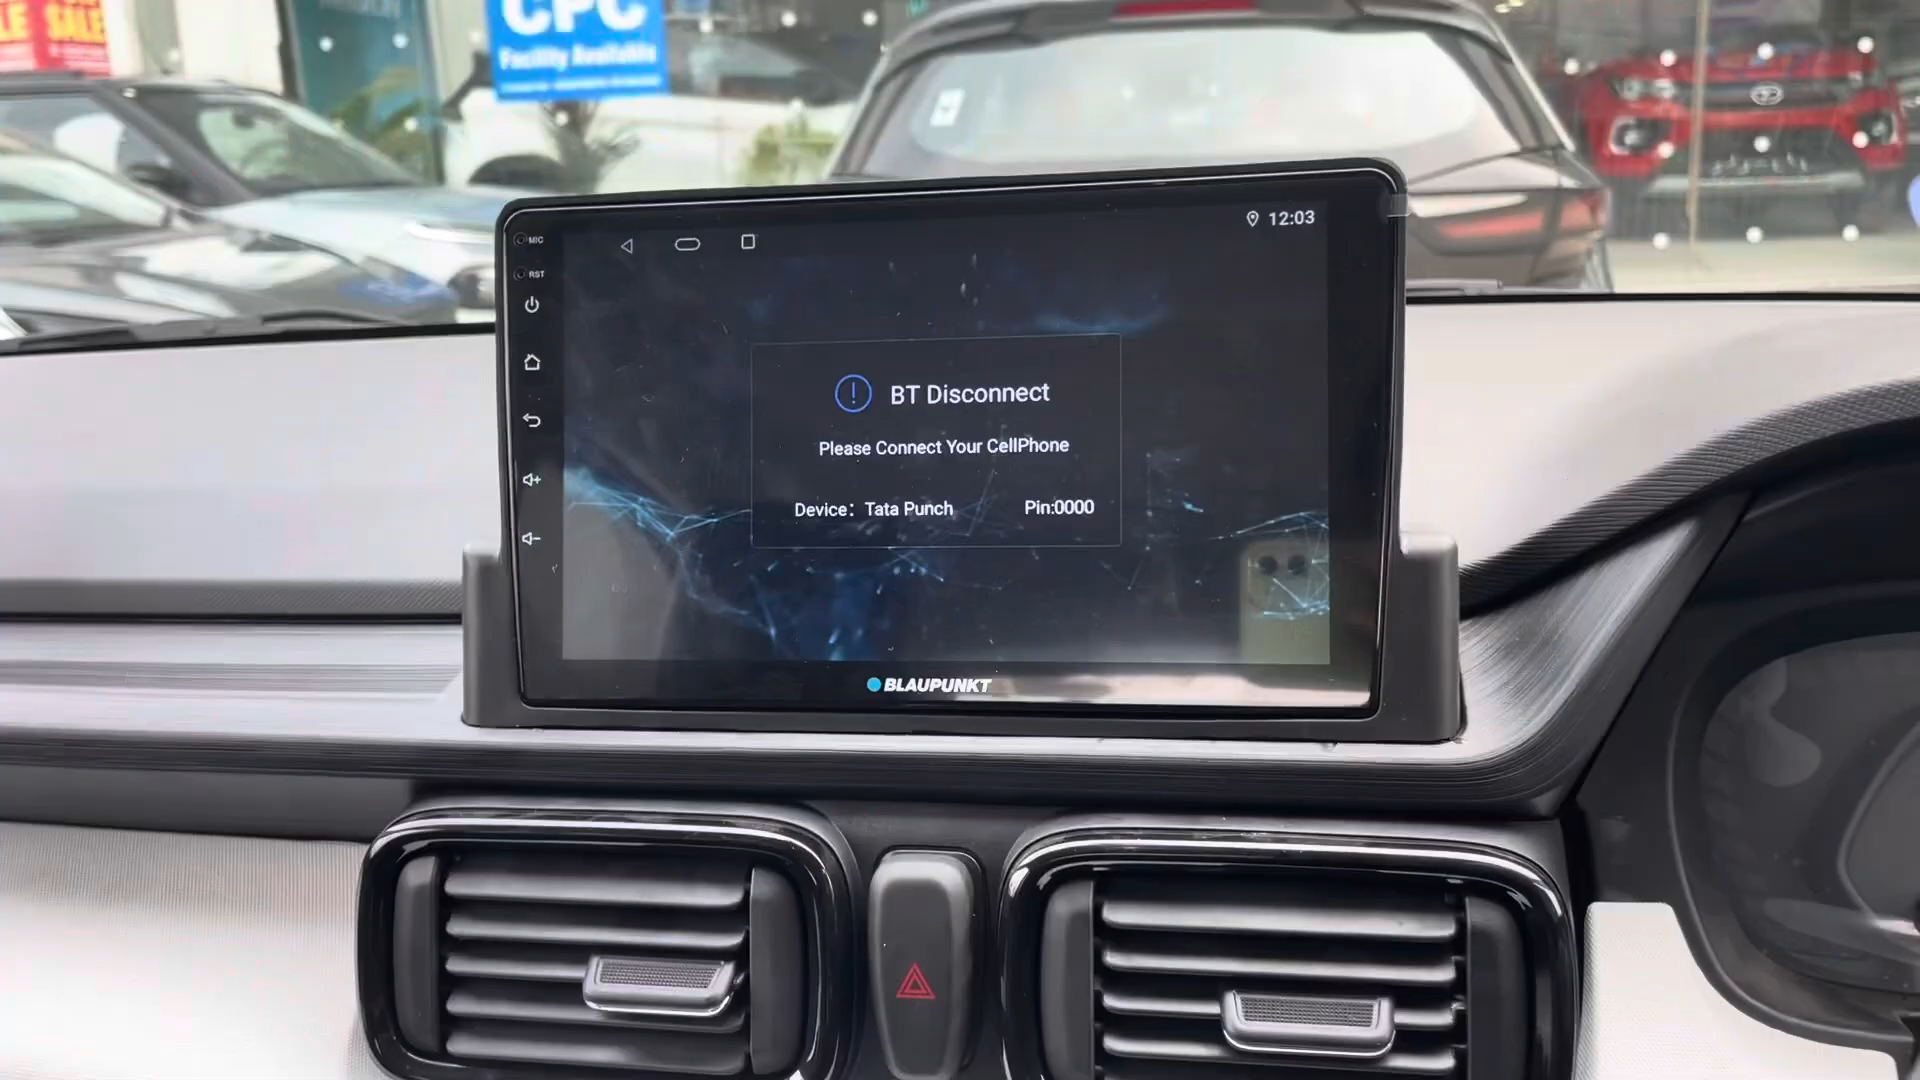 SALE
CPC
Facility Available
MIC
RST
12:03
BT Disconnect
Please Connect Your CellPhone
Device: Tata Punch Pin:0000
BLAUPUNKT